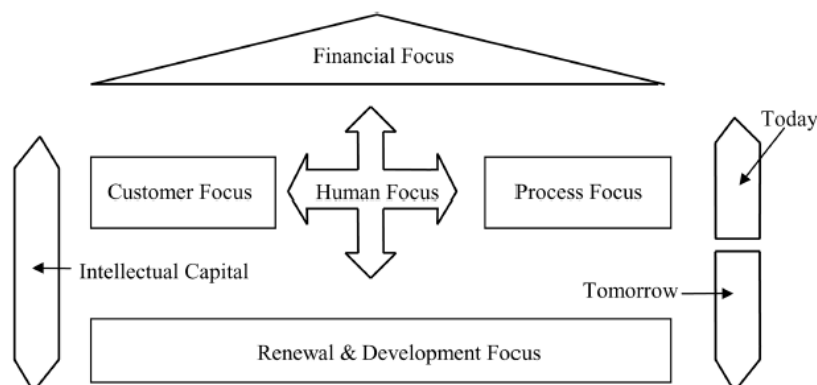 Financial Focus
Today
Customer Focus
Human Focus
Process Focus
Intellectual Capital
Tomorrow
Renewal & Development Focus